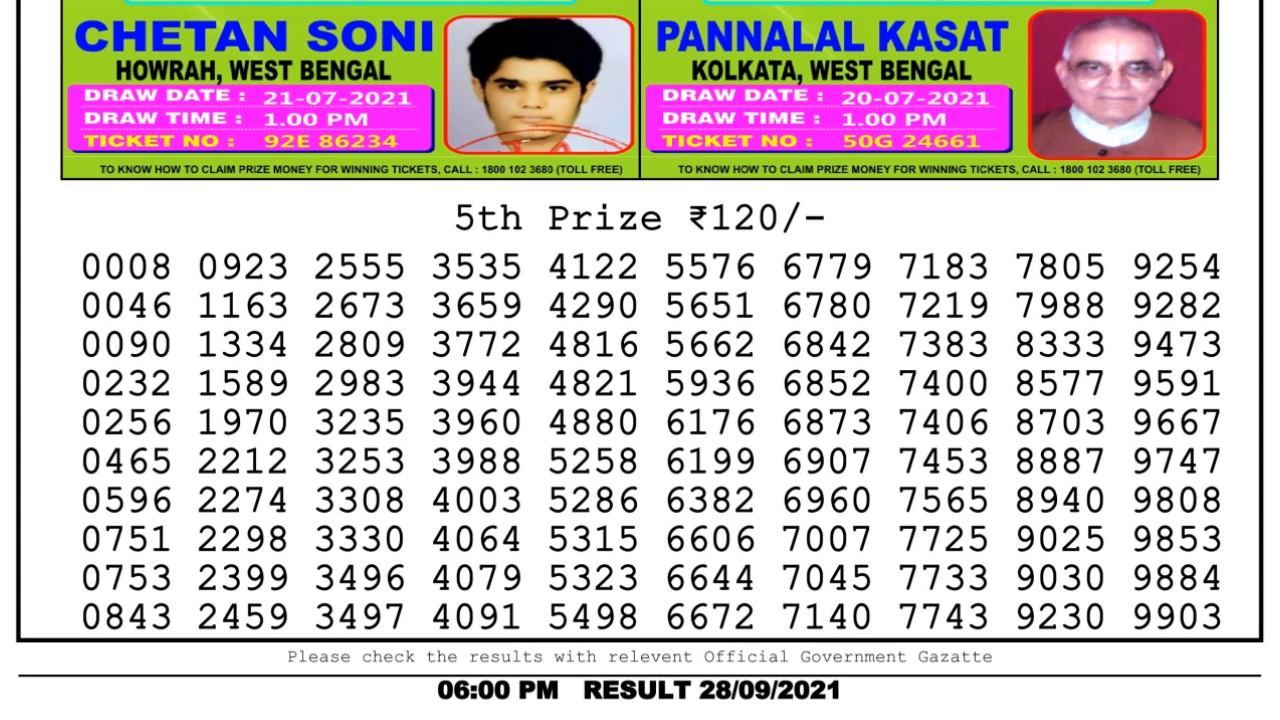 CHETAN SONI
HOWRAH, WEST BENGAL
DRAW DATE : 21-07-2021
DRAW TIME : 1.00 PM
TICKET NO : 92E 86234
TO KNOW HOW TO CLAIM PRIZE MONEY FOR WINNING TICKETS, CALL : 1800 102 3680 (TOLL FREE)
PANNALAL KASAT
KOLKATA, WEST BENGAL
DRAW DATE : 20-07-2021
DRAW TIME : 1.00 PM
TICKET NO : 50G 24661
TO KNOW HOW TO CLAIM PRIZE MONEY FOR WINNING TICKETS, CALL : 1800 102 3680 (TOLL FREE)
5th Prize ₹120/-
0008 0923 2555 3535 4122 5576 6779 7183 7805 9254
0046 1163 2673 3659 4290 5651 6780 7219 7988 9282
0090 1334 2809 3772 4816 5662 6842 7383 8333 9473
0232 1589 2983 3944 4821 5936 6852 7400 8577 9591
0256 1970 3235 3960 4880 6176 6873 7406 8703 9667
0465 2212 3253 3988 5258 6199 6907 7453 8887 9747
0596 2274 3308 4003 5286 6382 6960 7565 8940 9808
0751 2298 3330 4064 5315 6606 7007 7725 9025 9853
0753 2399 3496 4079 5323 6644 7045 7733 9030 9884
0843 2459 3497 4091 5498 6672 7140 7743 9230 9903
Please check the results with relevent Official Government Gazatte
06:00 PM RESULT 28/09/2021